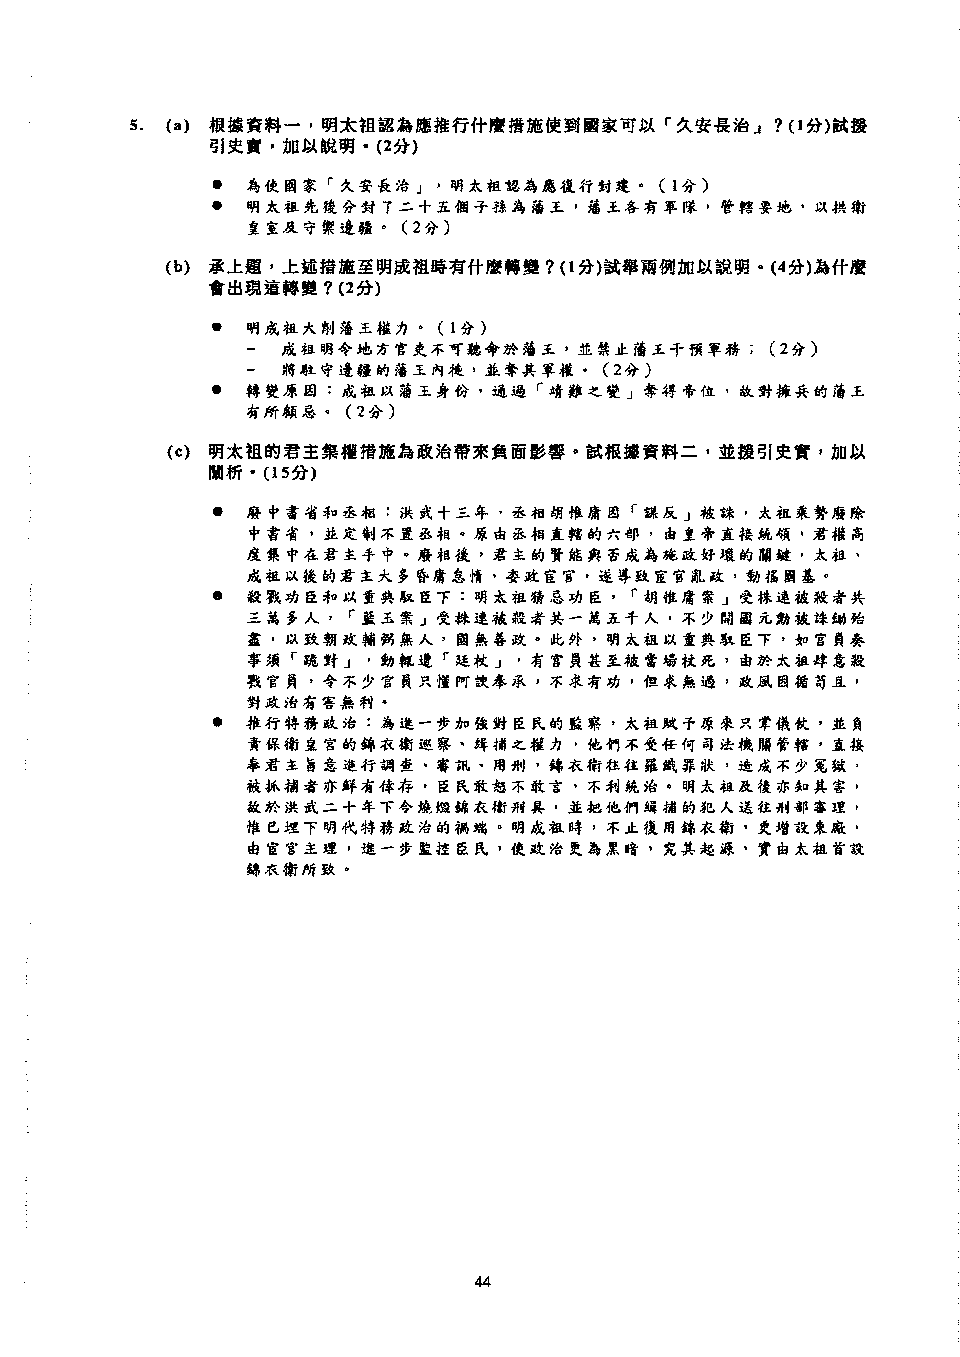 5. (a) 根據資料一，明太祖認為應推行什麼措施使到國家可以「久安長治」？(1分)試援
引史實，加以說明。(2分)
● 為使國家「久安長治」，明太祖認為應復行封建。（1分）
● 明太祖先後分封了二十五個子孫為藩王，藩王各有軍隊，管轄要地，以拱衛
皇室及守禦邊疆。（2分）
(b) 承上題，上述措施至明成祖時有什麼轉變？(1分)試舉兩例加以說明。(4分)為什麼
會出現這轉變？(2分)
● 明成祖大削藩王權力。（1分）
– 成祖明令地方官吏不可聽命於藩王，並禁止藩王干預軍務；（2分）
– 將駐守邊疆的藩王內徙，並奪其軍權。（2分）
● 轉變原因：成祖以藩王身份，通過「靖難之變」奪得帝位，故對擁兵的藩王
有所顧忌。（2分）
(c) 明太祖的君主集權措施為政治帶來負面影響。試根據資料二，並援引史實，加以
闡析。(15分)
● 廢中書省和丞相：洪武十三年，丞相胡惟庸因「謀反」被誅，太祖乘勢廢除
中書省，並定制不置丞相。原由丞相直轄的六部，由皇帝直接統領，君權高
度集中在君主手中。廢相後，君主的賢能與否成為施政好壞的關鍵，太祖、
成祖以後的君主大多昏庸怠惰，委政宦官，遂導致宦官亂政，動搖國基。
● 殺戮功臣和以重典馭臣下：明太祖猜忌功臣，「胡惟庸案」受株連被殺者共
三萬多人，「藍玉案」受株連被殺者共一萬五千人，不少開國元勳被誅鋤殆
盡，以致朝政輔弼無人，國無善政。此外，明太祖以重典馭臣下，如官員奏
事須「跪對」，動輒遭「廷杖」，有官員甚至被當場杖死，由於太祖肆意殺
戮官員，令不少官員只懂阿諛奉承，不求有功，但求無過，政風因循苟且，
對政治有害無利。
● 推行特務政治：為進一步加強對臣民的監察，太祖賦予原來只掌儀仗，並負
責保衛皇宮的錦衣衛巡察、緝捕之權力，他們不受任何司法機關管轄，直接
奉君主旨意進行調查、審訊、用刑，錦衣衛往往羅織罪狀，造成不少冤獄，
被抓捕者亦鮮有倖存，臣民敢怒不敢言，不利統治。明太祖及後亦知其害，
故於洪武二十年下令燒燬錦衣衛刑具，並把他們緝捕的犯人送往刑部審理，
惟已埋下明代特務政治的禍端。明成祖時，不止復用錦衣衛，更增設東廠，
由宦官主理，進一步監控臣民，使政治更為黑暗，究其起源，實由太祖首設
錦衣衛所致。
44